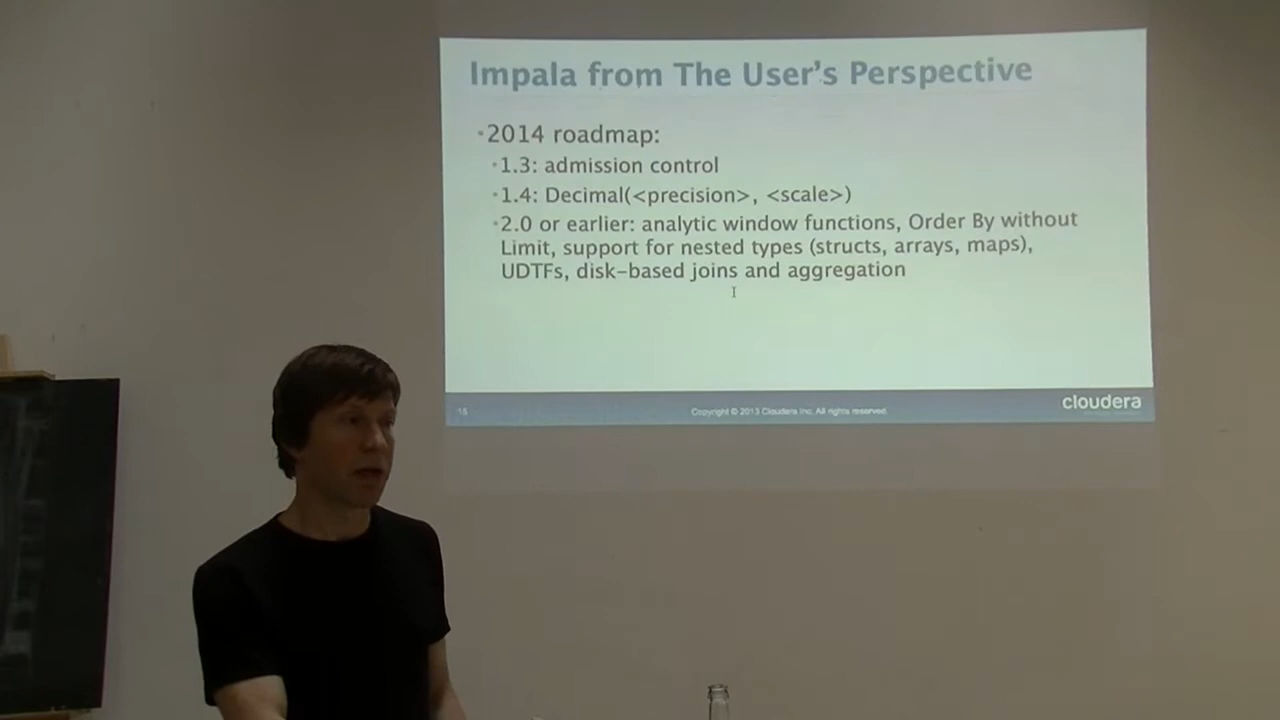 Impala from The User's Perspective
•2014 roadmap:
•1.3: admission control
•1.4: Decimal(<precision>, <scale>)
•2.0 or earlier: analytic window functions, Order By without
Limit, support for nested types (structs, arrays, maps),
UDTFs, disk-based joins and aggregation
15
Copyright © 2013 Cloudera Inc. All rights reserved.
cloudera